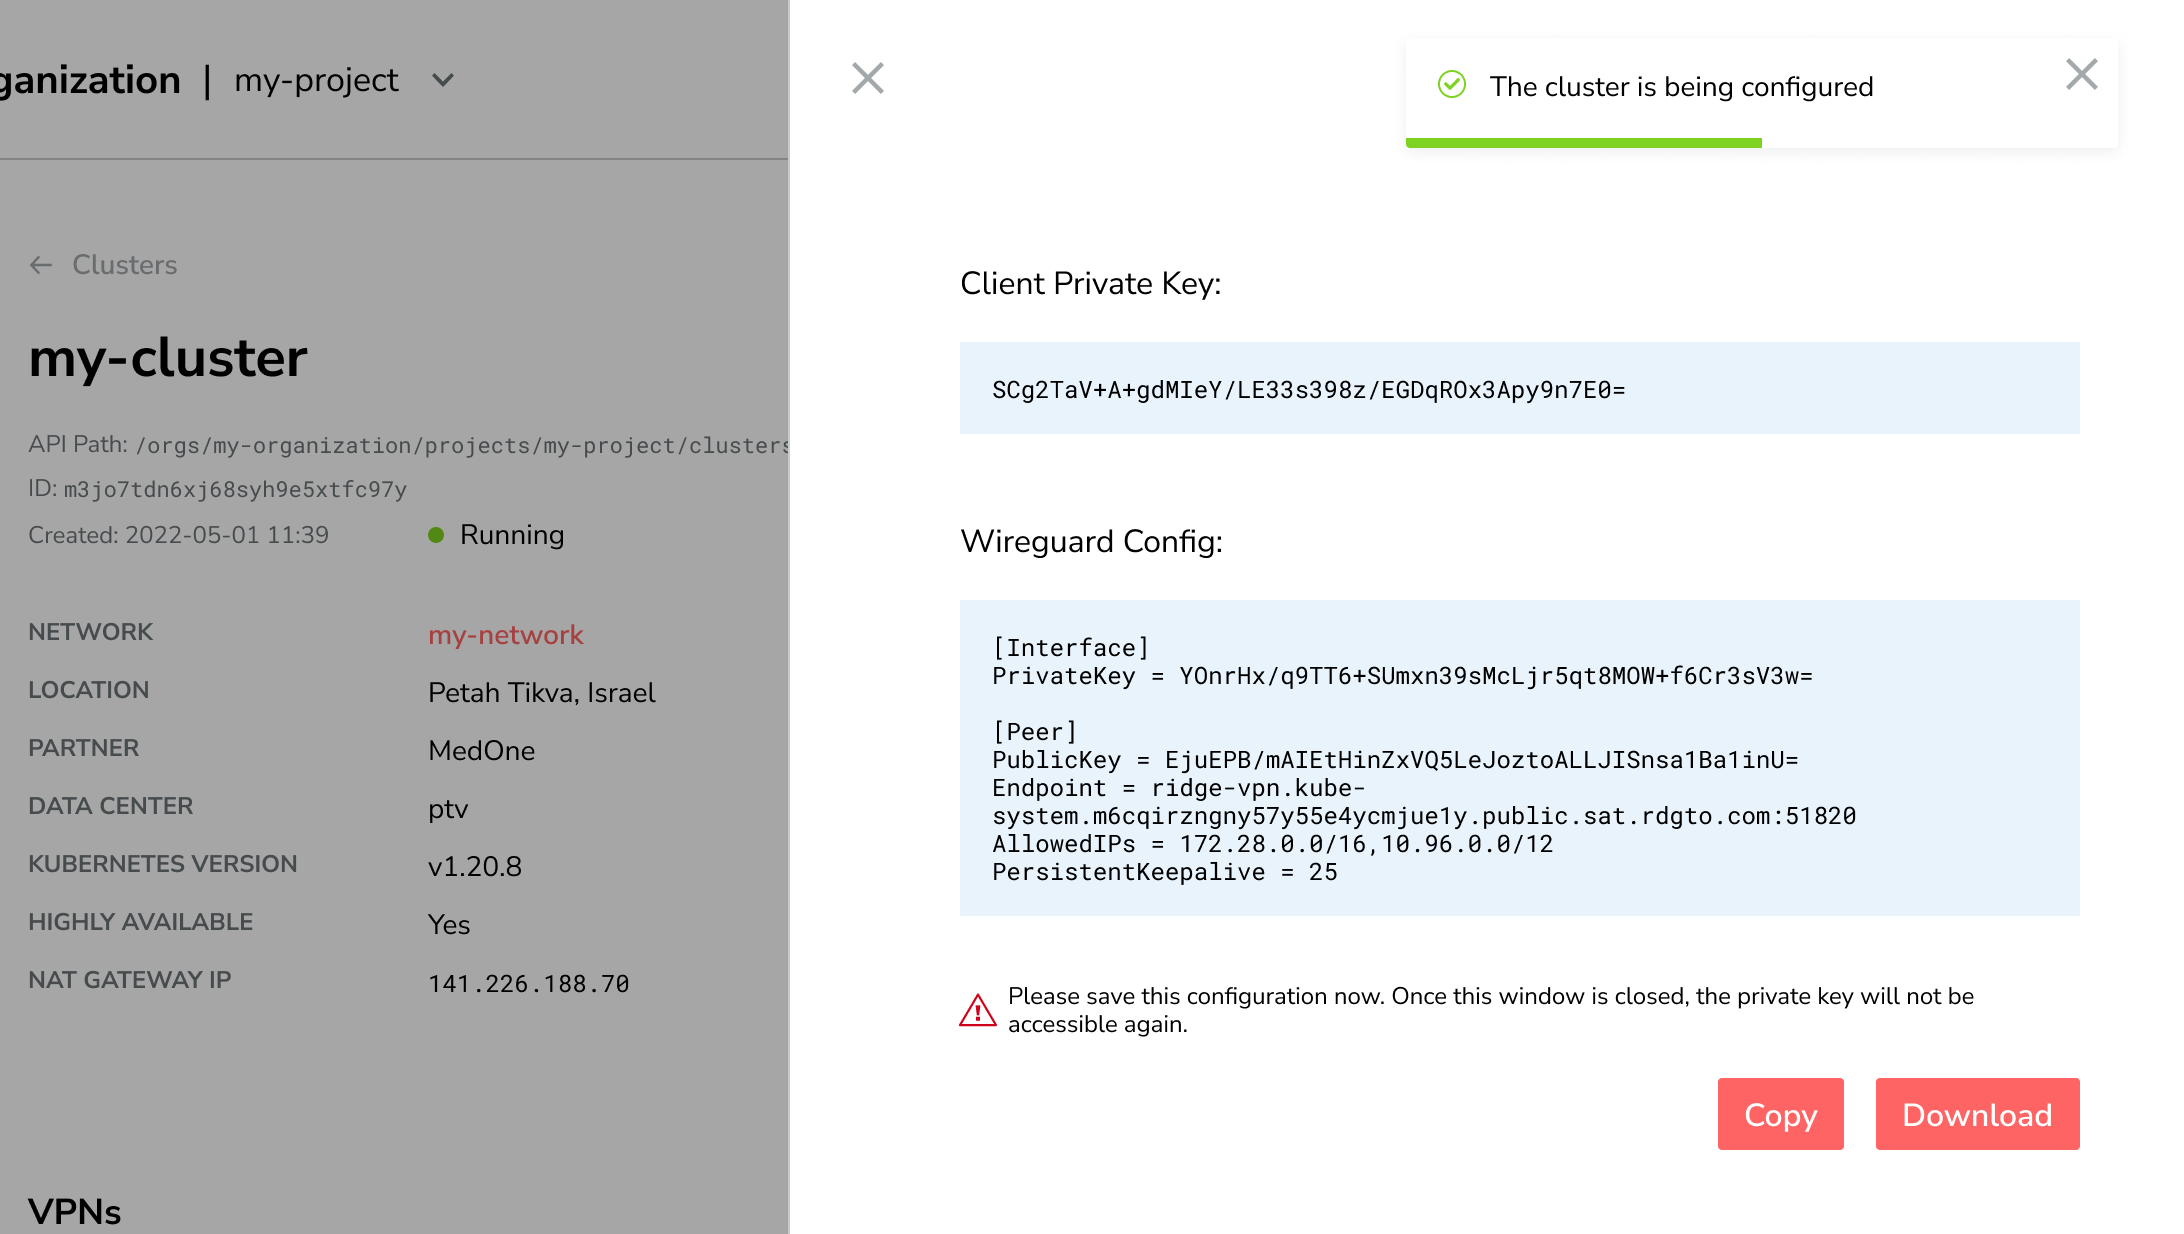 ganization | my-project
The cluster is being configured
Clusters
my-cluster
API Path: /orgs/my-organization/projects/my-project/clusters
ID: m3jo7tdn6xj68syh9e5xtfc97y
Created: 2022-05-01 11:39
Running
NETWORK
my-network
LOCATION
Petah Tikva, Israel
PARTNER
MedOne
DATA CENTER
ptv
KUBERNETES VERSION
v1.20.8
HIGHLY AVAILABLE
Yes
NAT GATEWAY IP
141.226.188.70
VPNs
Client Private Key:
SCg2TaV+A+gdMIeY/LE33s398z/EGDqROx3Apy9n7E0=
Wireguard Config:
[Interface]
PrivateKey = YOnrHx/q9TT6+SUmxn39sMcLjr5qt8MOW+f6Cr3sV3w=
[Peer]
PublicKey = EjuEPB/mAIEtHinZxVQ5LeJoztoALLJISnsa1Ba1inU=
Endpoint = ridge-vpn.kube-
system.m6cqirzngny57y55e4ycmjue1y.public.sat.rdgto.com:51820
AllowedIPs = 172.28.0.0/16,10.96.0.0/12
PersistentKeepalive = 25
Please save this configuration now. Once this window is closed, the private key will not be
accessible again.
Copy
Download